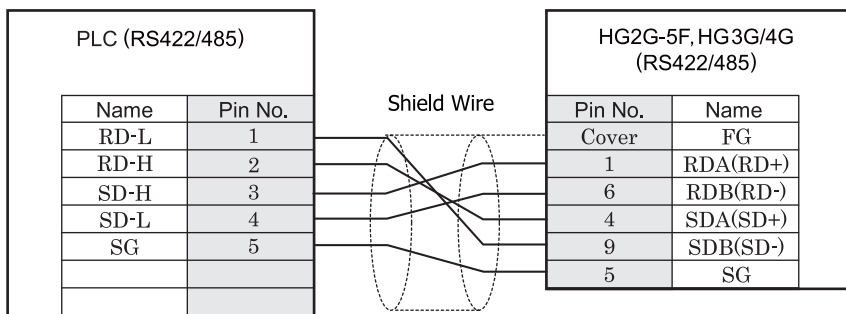 PLC (RS422/485)
Name Pin No.
RD-L 1
RD-H 2
SD-H 3
SD-L 4
SG 5
Shield Wire
HG2G-5F, HG3G/4G
(RS422/485)
Pin No. Name
Cover FG
1 RDA(RD+)
6 RDB(RD-)
4 SDA(SD+)
9 SDB(SD-)
5 SG